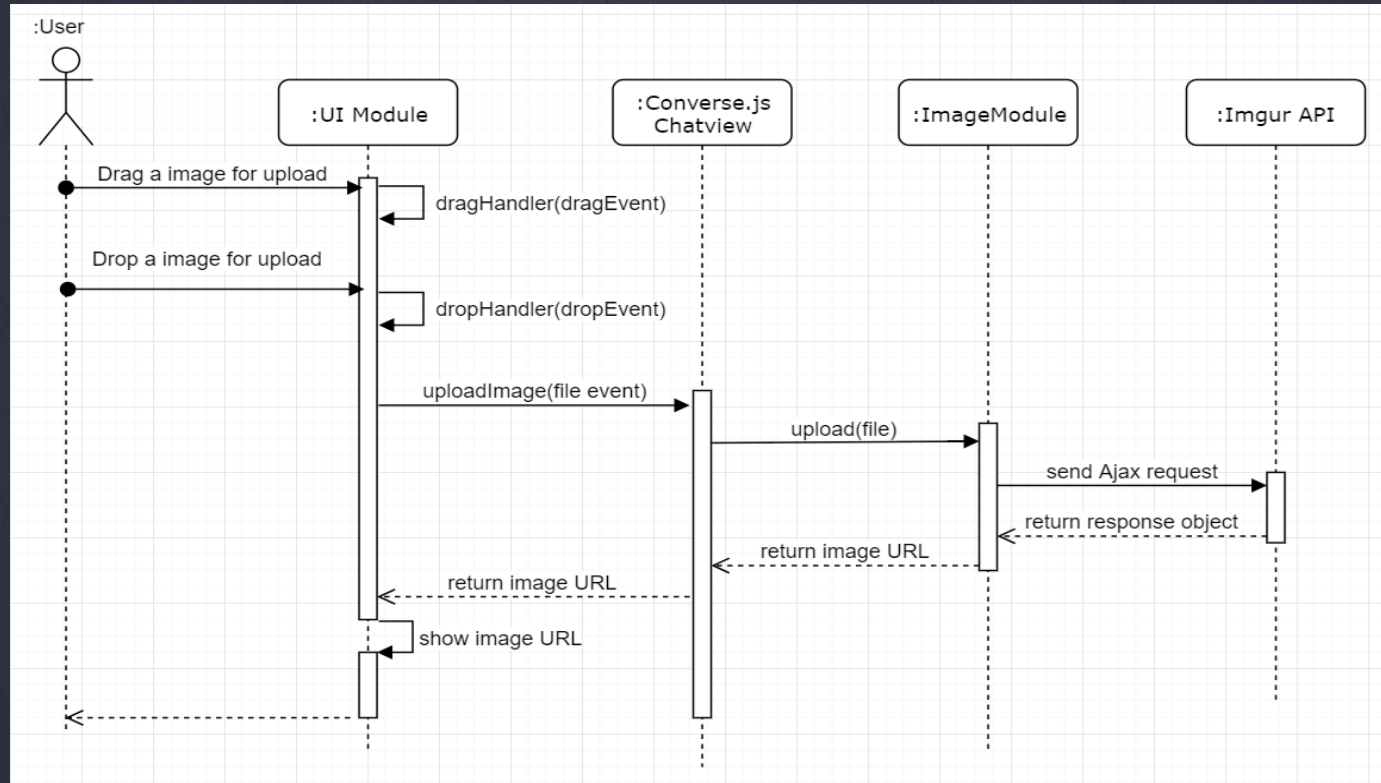 :User
:UI Module
:Converse.js
Chatview
:ImageModule
:Imgur API
Drag a image for upload
dragHandler(dragEvent)
Drop a image for upload
dropHandler(dropEvent)
uploadImage(file event)
upload(file)
send Ajax request
return response object
return image URL
return image URL
show image URL